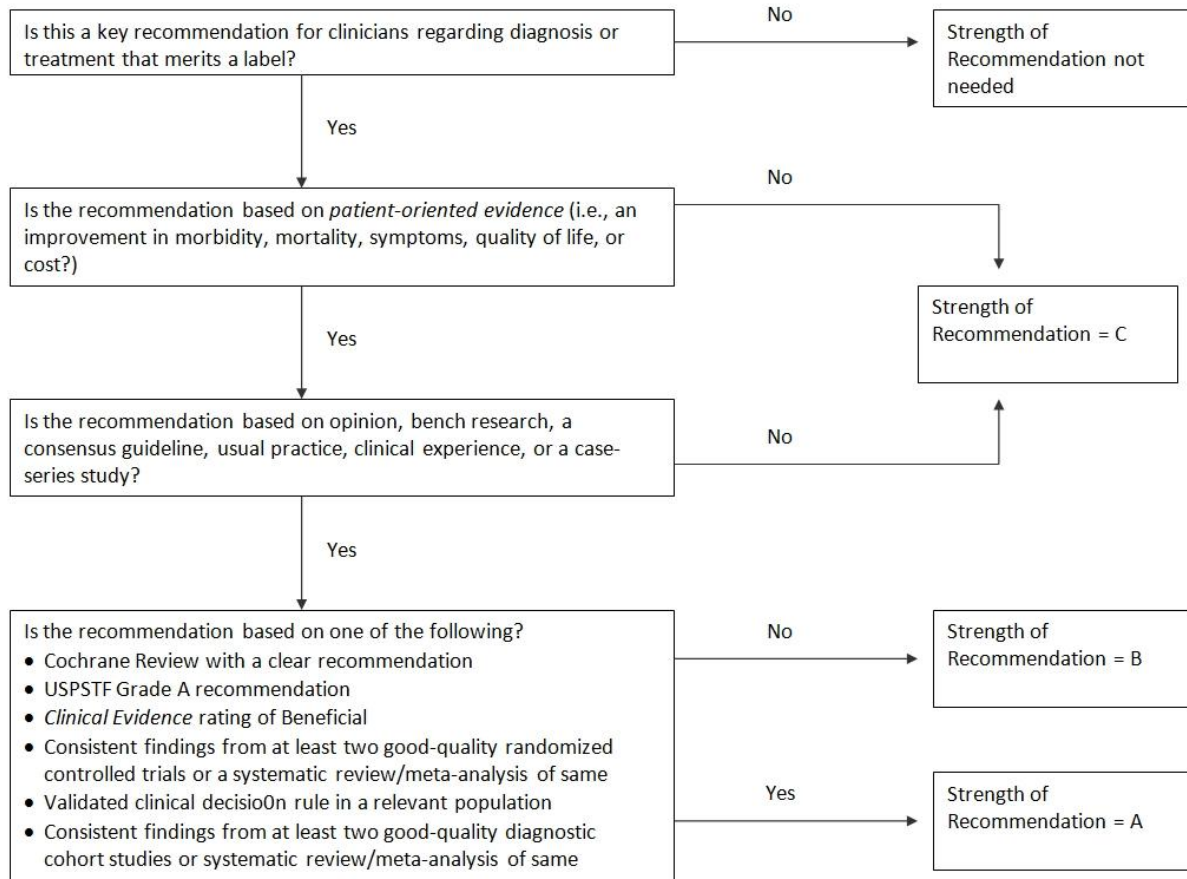 Is this a key recommendation for clinicians regarding diagnosis or
treatment that merits a label?
No
Strength of
Recommendation not
needed
Yes
Is the recommendation based on patient-oriented evidence (i.e., an
improvement in morbidity, mortality, symptoms, quality of life, or
cost?)
No
Strength of
Recommendation = C
Yes
Is the recommendation based on opinion, bench research, a
consensus guideline, usual practice, clinical experience, or a case-
series study?
No
Yes
Is the recommendation based on one of the following?
• Cochrane Review with a clear recommendation
• USPSTF Grade A recommendation
• Clinical Evidence rating of Beneficial
• Consistent findings from at least two good-quality randomized
controlled trials or a systematic review/meta-analysis of same
• Validated clinical decisio0n rule in a relevant population
• Consistent findings from at least two good-quality diagnostic
cohort studies or systematic review/meta-analysis of same
No
Strength of
Recommendation = B
Yes
Strength of
Recommendation = A